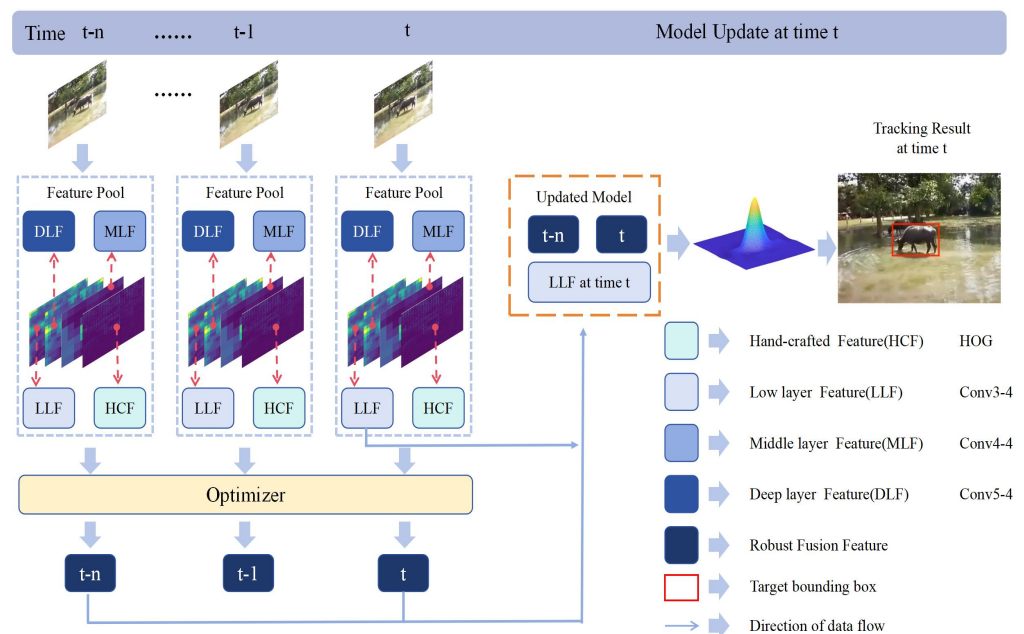 Time t-n ...... t-1 t Model Update at time t
......
Tracking Result
at time t
Feature Pool Feature Pool Feature Pool
Updated Model
DLF MLF DLF MLF DLF MLF
t-n t
LLF at time t
LLF HCF LLF HCF LLF HCF
Optimizer
t-n t-1 t
Hand-crafted Feature(HCF) HOG
Low layer Feature(LLF) Conv3-4
Middle layer Feature(MLF) Conv4-4
Deep layer Feature(DLF) Conv5-4
Robust Fusion Feature
Target bounding box
Direction of data flow